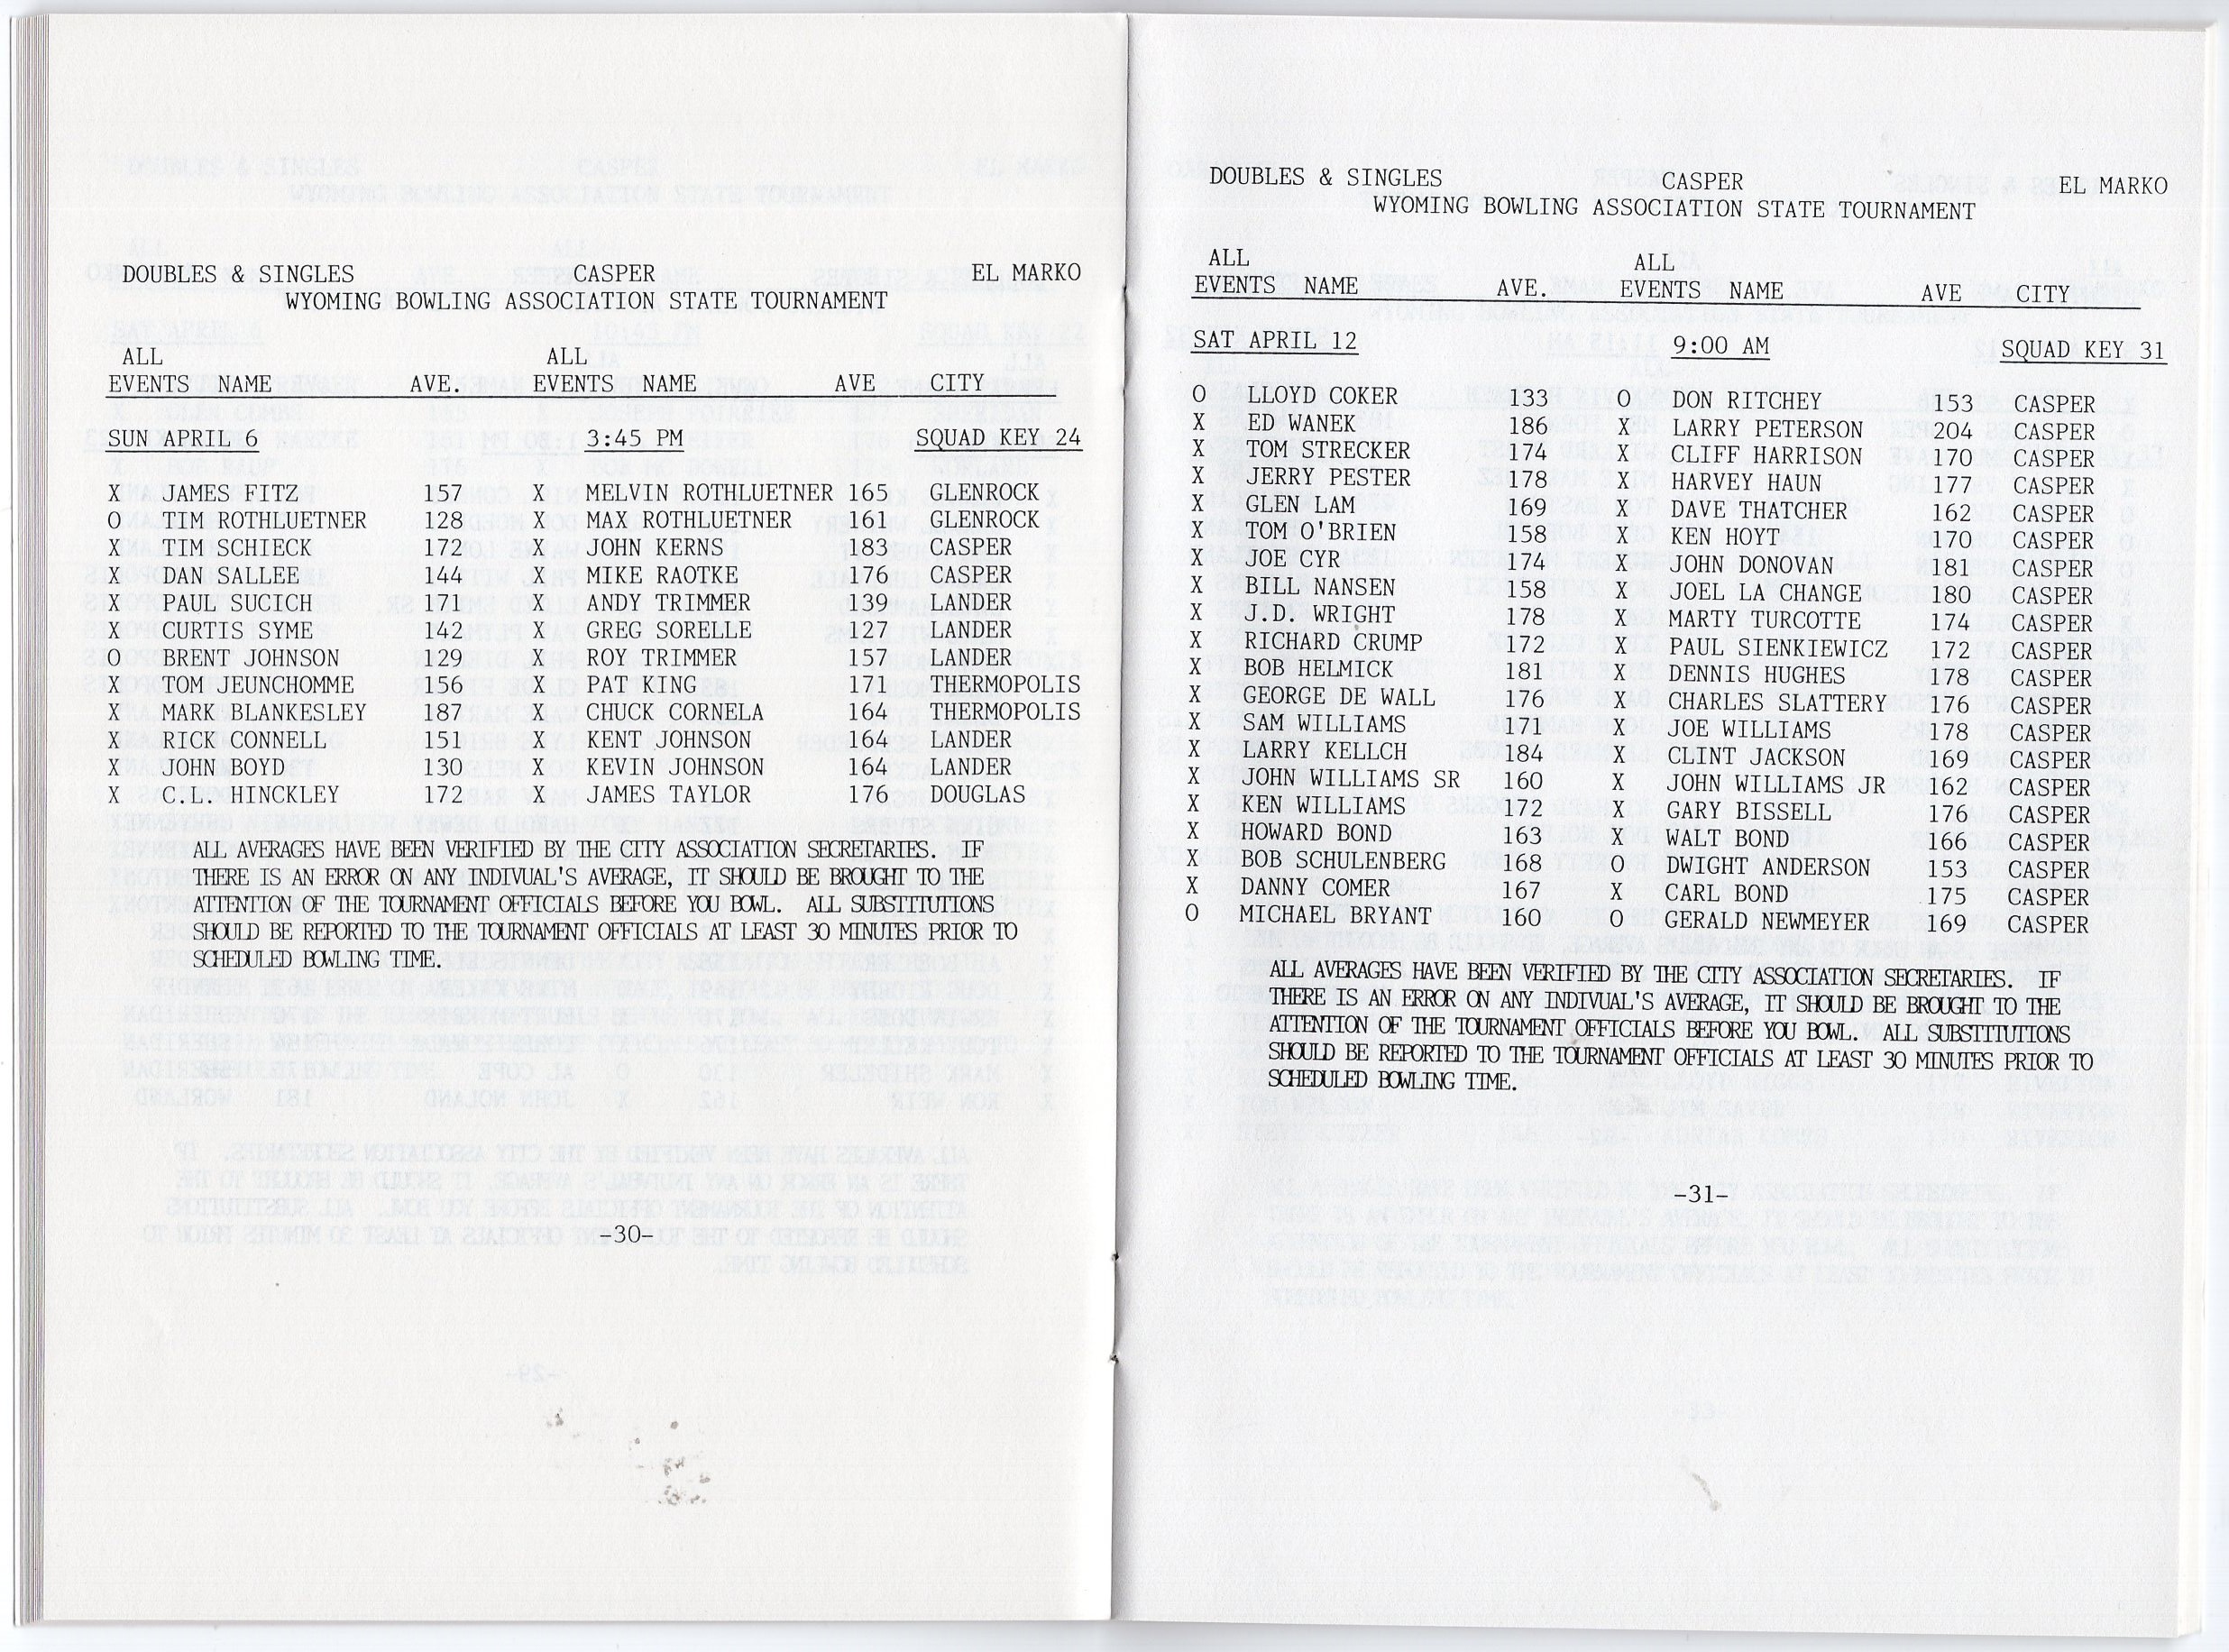 DOUBLES & SINGLES CASPER EL MARKO
WYOMING BOWLING ASSOCIATION STATE TOURNAMENT
ALL ALL
EVENTS NAME AVE. EVENTS NAME AVE CITY
SUN APRIL 6 3:45 PM SQUAD KEY 24
X JAMES FITZ 157 X MELVIN ROTHLUETNER 165 GLENROCK
O TIM ROTHLUETNER 128 X MAX ROTHLUETNER 161 GLENROCK
X TIM SCHIECK 172 X JOHN KERNS 183 CASPER
X DAN SALLEE 144 X MIKE RAOTKE 176 CASPER
X PAUL SUCICH 171 X ANDY TRIMMER 139 LANDER
X CURTIS SYME 142 X GREG SORELLE 127 LANDER
O BRENT JOHNSON 129 X ROY TRIMMER 157 LANDER
X TOM JEUNCHOMME 156 X PAT KING 171 THERMOPOLIS
X MARK BLANKESLEY 187 X CHUCK CORNELA 164 THERMOPOLIS
X RICK CONNELL 151 X KENT JOHNSON 164 LANDER
X JOHN BOYD 130 X KEVIN JOHNSON 164 LANDER
X C.L. HINCKLEY 172 X JAMES TAYLOR 176 DOUGLAS
ALL AVERAGES HAVE BEEN VERIFIED BY THE CITY ASSOCIATION SECRETARIES. IF
THERE IS AN ERROR ON ANY INDIVUAL'S AVERAGE, IT SHOULD BE BROUGHT TO THE
ATTENTION OF THE TOURNAMENT OFFICIALS BEFORE YOU BOWL. ALL SUBSTITUTIONS
SHOULD BE REPORTED TO THE TOURNAMENT OFFICIALS AT LEAST 30 MINUTES PRIOR TO
SCHEDULED BOWLING TIME.
-30-
DOUBLES & SINGLES CASPER EL MARKO
WYOMING BOWLING ASSOCIATION STATE TOURNAMENT
ALL ALL
EVENTS NAME AVE. EVENTS NAME AVE CITY
SAT APRIL 12 9:00 AM SQUAD KEY 31
O LLOYD COKER 133 O DON RITCHEY 153 CASPER
X ED WANEK 186 X LARRY PETERSON 204 CASPER
X TOM STRECKER 174 X CLIFF HARRISON 170 CASPER
X JERRY PESTER 178 X HARVEY HAUN 177 CASPER
X GLEN LAM 169 X DAVE THATCHER 162 CASPER
X TOM O'BRIEN 158 X KEN HOYT 170 CASPER
X JOE CYR 174 X JOHN DONOVAN 181 CASPER
X BILL NANSEN 158 X JOEL LA CHANGE 180 CASPER
X J.D. WRIGHT 178 X MARTY TURCOTTE 174 CASPER
X RICHARD CRUMP 172 X PAUL SIENKIEWICZ 172 CASPER
X BOB HELMICK 181 X DENNIS HUGHES 178 CASPER
X GEORGE DE WALL 176 X CHARLES SLATTERY 176 CASPER
X SAM WILLIAMS 171 X JOE WILLIAMS 178 CASPER
X LARRY KELLCH 184 X CLINT JACKSON 169 CASPER
X JOHN WILLIAMS SR 160 X JOHN WILLIAMS JR 162 CASPER
X KEN WILLIAMS 172 X GARY BISSELL 176 CASPER
X HOWARD BOND 163 X WALT BOND 166 CASPER
X BOB SCHULENBERG 168 O DWIGHT ANDERSON 153 CASPER
X DANNY COMER 167 X CARL BOND 175 CASPER
O MICHAEL BRYANT 160 O GERALD NEWMEYER 169 CASPER
ALL AVERAGES HAVE BEEN VERIFIED BY THE CITY ASSOCIATION SECRETARIES. IF
THERE IS AN ERROR ON ANY INDIVUAL'S AVERAGE, IT SHOULD BE BROUGHT TO THE
ATTENTION OF THE TOURNAMENT OFFICIALS BEFORE YOU BOWL. ALL SUBSTITUTIONS
SHOULD BE REPORTED TO THE TOURNAMENT OFFICIALS AT LEAST 30 MINUTES PRIOR TO
SCHEDULED BOWLING TIME.
-31-